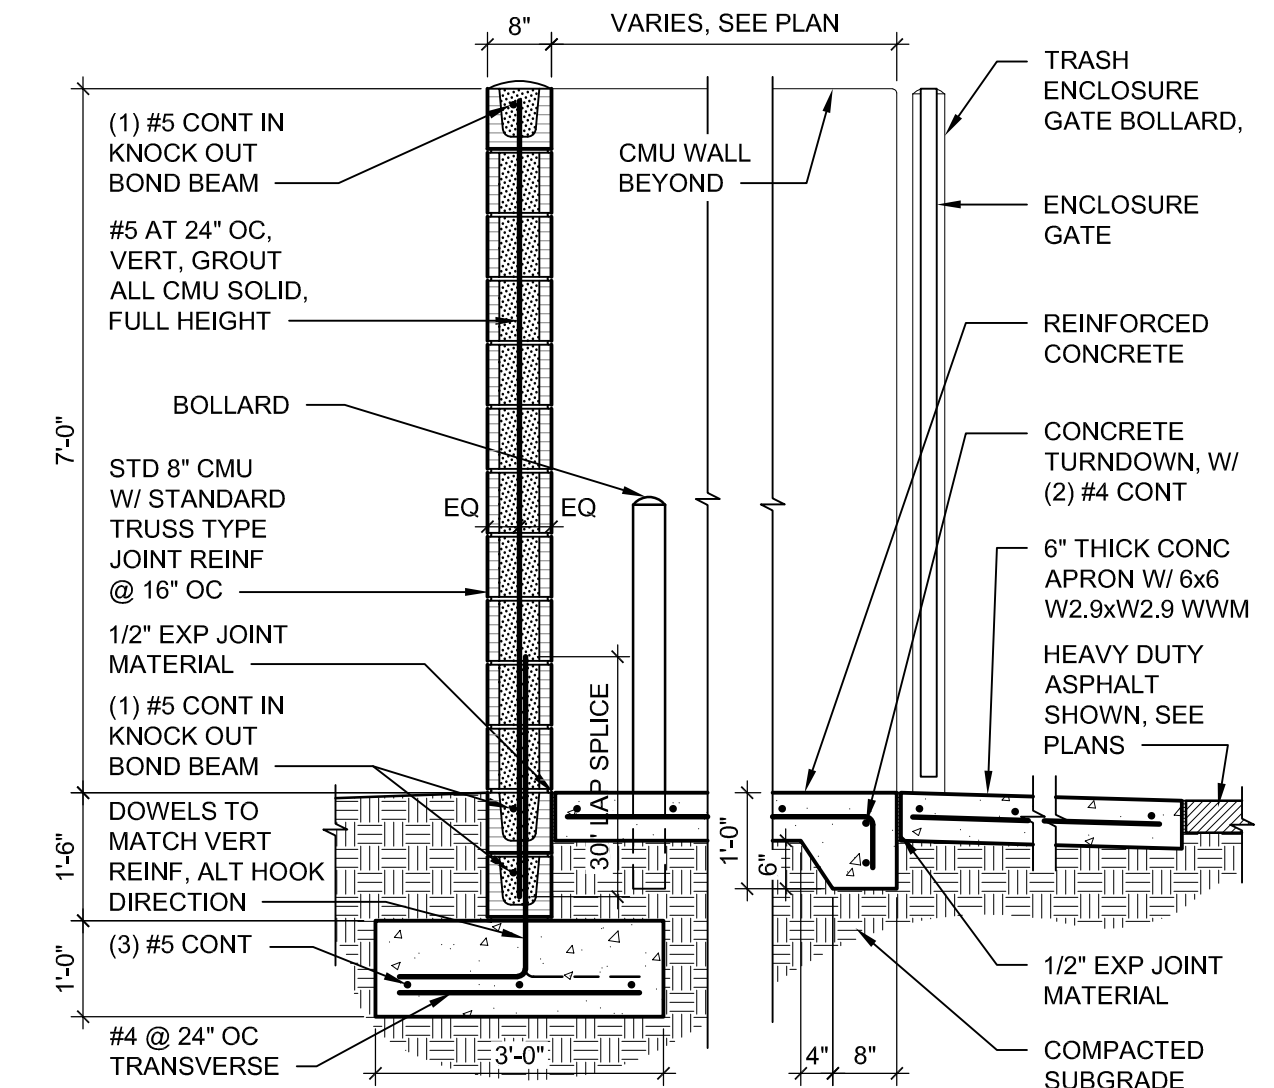 8"
VARIES, SEE PLAN
(1) #5 CONT IN
KNOCK OUT
BOND BEAM
#5 AT 24" OC,
VERT, GROUT
ALL CMU SOLID,
FULL HEIGHT
BOLLARD
7'-0"
STD 8" CMU
W/ STANDARD
TRUSS TYPE
JOINT REINF
@ 16" OC
EQ
EQ
1/2" EXP JOINT
MATERIAL
(1) #5 CONT IN
KNOCK OUT
BOND BEAM
DOWELS TO
MATCH VERT
REINF, ALT HOOK
DIRECTION
1'-6"
(3) #5 CONT
1'-0"
#4 @ 24" OC
TRANSVERSE
3'-0"
30" LAP SPLICE
CMU WALL
BEYOND
1'-0"
6"
4"
8"
TRASH
ENCLOSURE
GATE BOLLARD,
ENCLOSURE
GATE
REINFORCED
CONCRETE
CONCRETE
TURNDOWN, W/
(2) #4 CONT
6" THICK CONC
APRON W/ 6x6
W2.9xW2.9 WWM
HEAVY DUTY
ASPHALT
SHOWN, SEE
PLANS
1/2" EXP JOINT
MATERIAL
COMPACTED
SUBGRADE